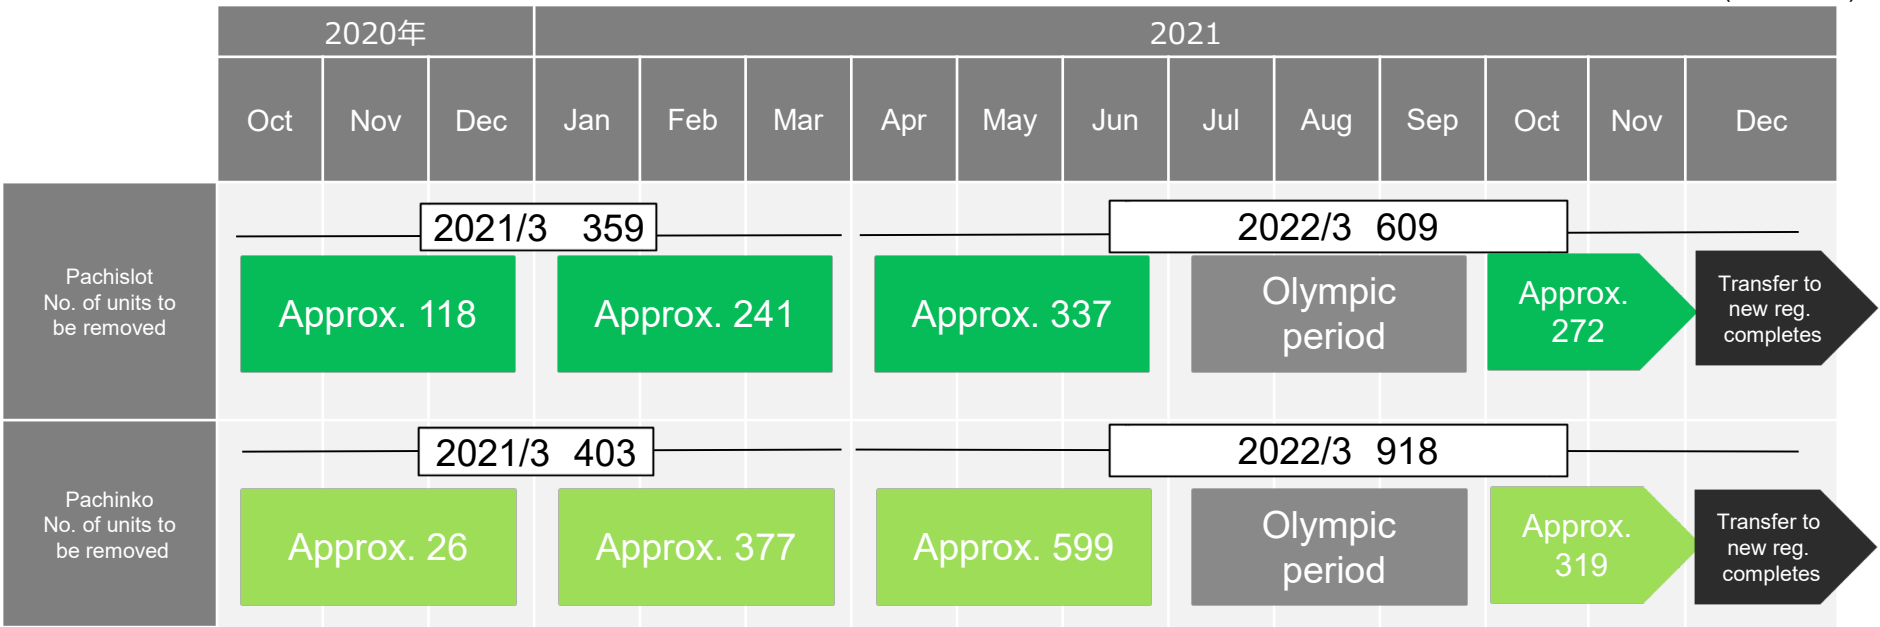 2020年
2021
Oct
Nov
Dec
Jan
Feb
Mar
Apr
May
Jun
Jul
Aug
Sep
Oct
Nov
Dec
Pachislot
No. of units to
be removed
2021/3 359
2022/3 609
Approx. 118
Approx. 241
Approx. 337
Olympic
period
Approx.
272
Transfer to
new reg.
completes
Pachinko
No. of units to
be removed
2021/3 403
2022/3 918
Approx. 26
Approx. 377
Approx. 599
Olympic
period
Approx.
319
Transfer to
new reg.
completes